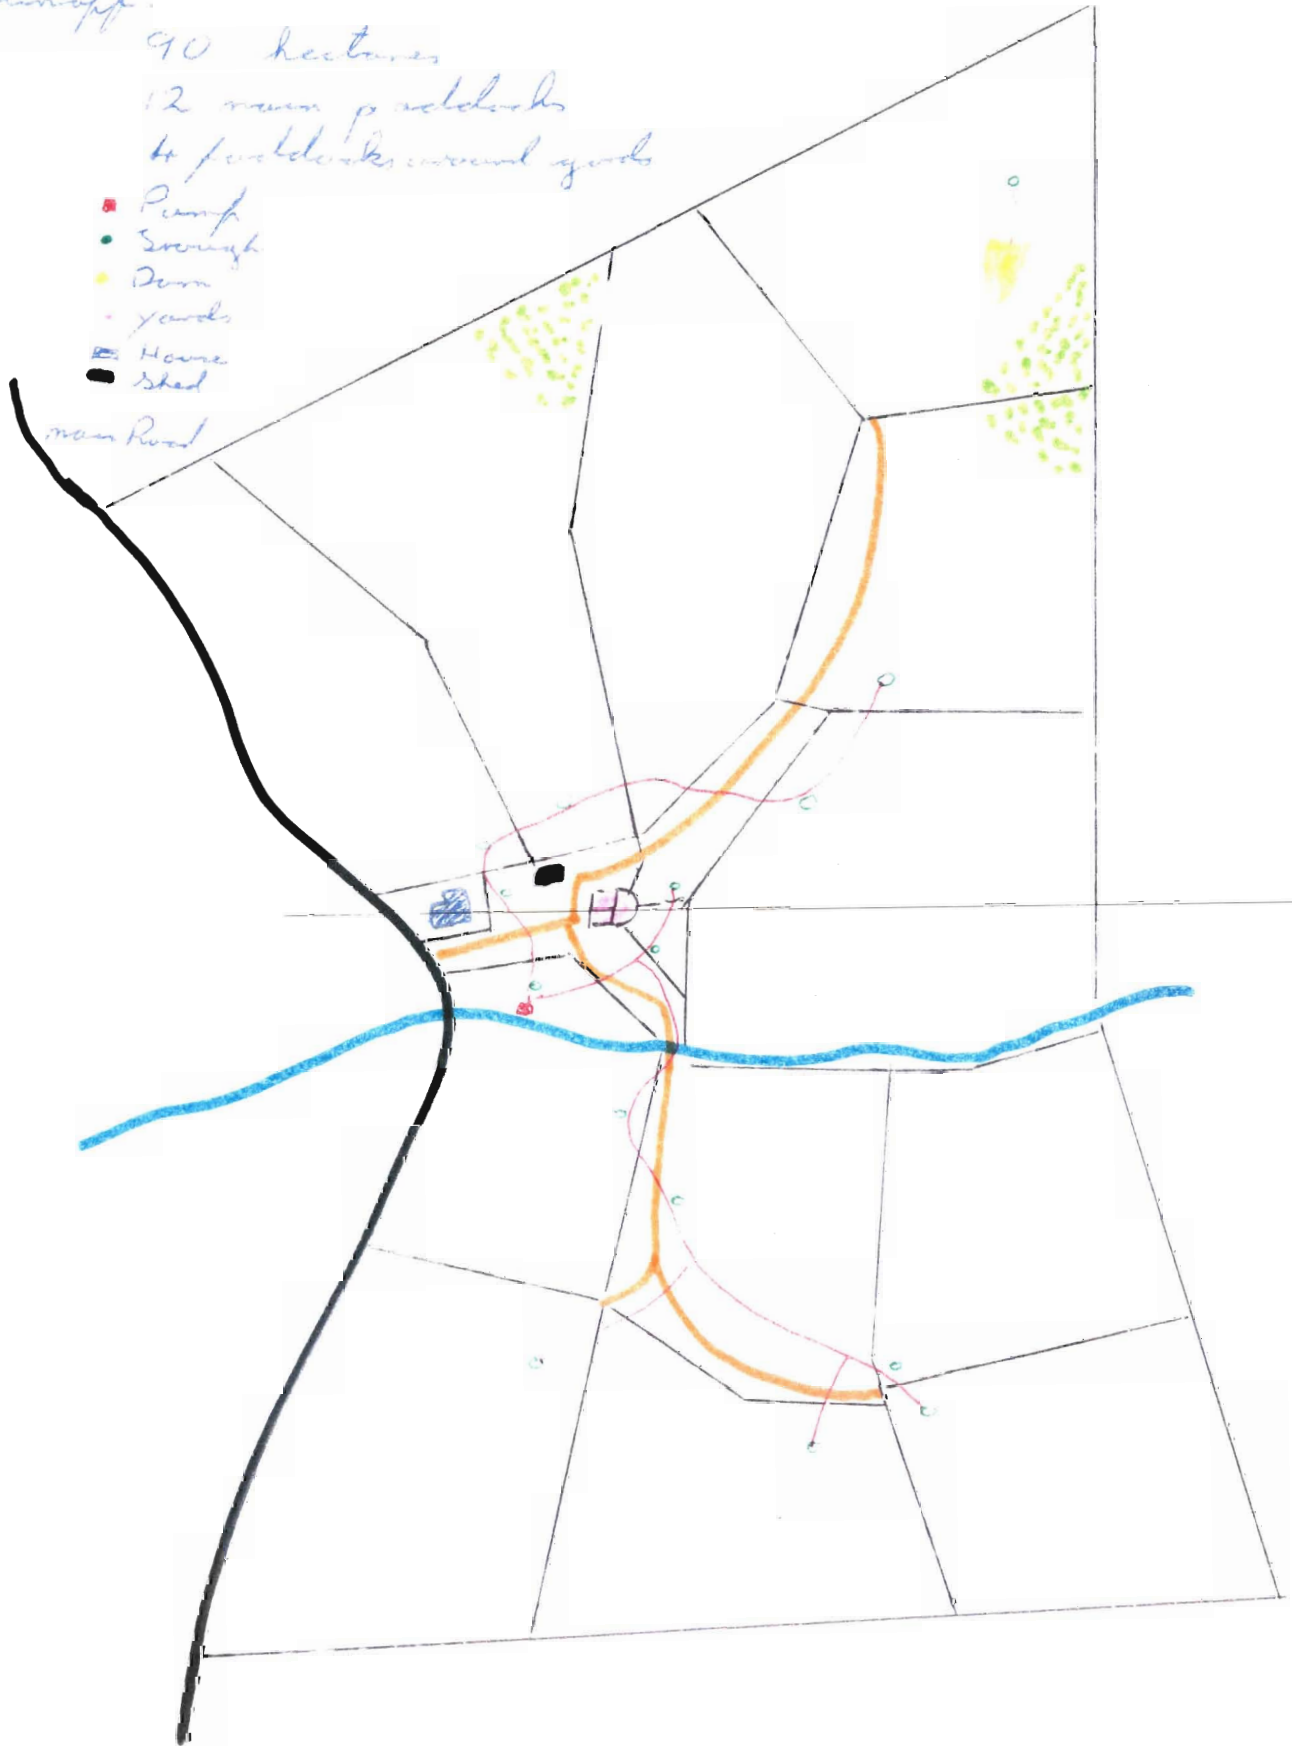 90 hectares
12 main paddocks
4 paddocks around yards
Pump
Trough
Dam
yards
House
Shed
main Road